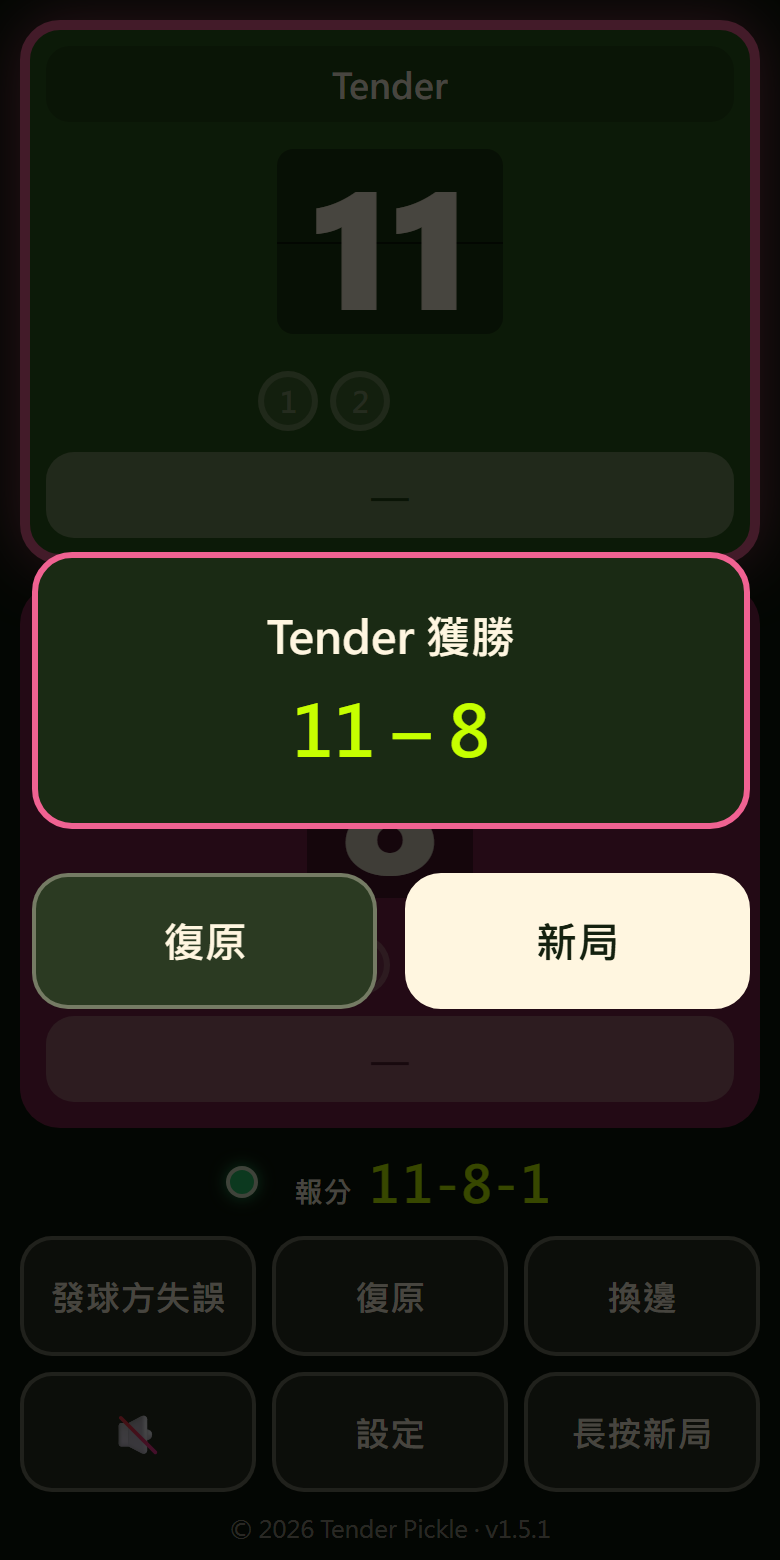 Tender
11
1 2
—
Tender 獲勝
11 – 8
8
復原 新局
—
報分 11-8-1
發球方失誤 復原 換邊
設定 長按新局
© 2026 Tender Pickle · v1.5.1